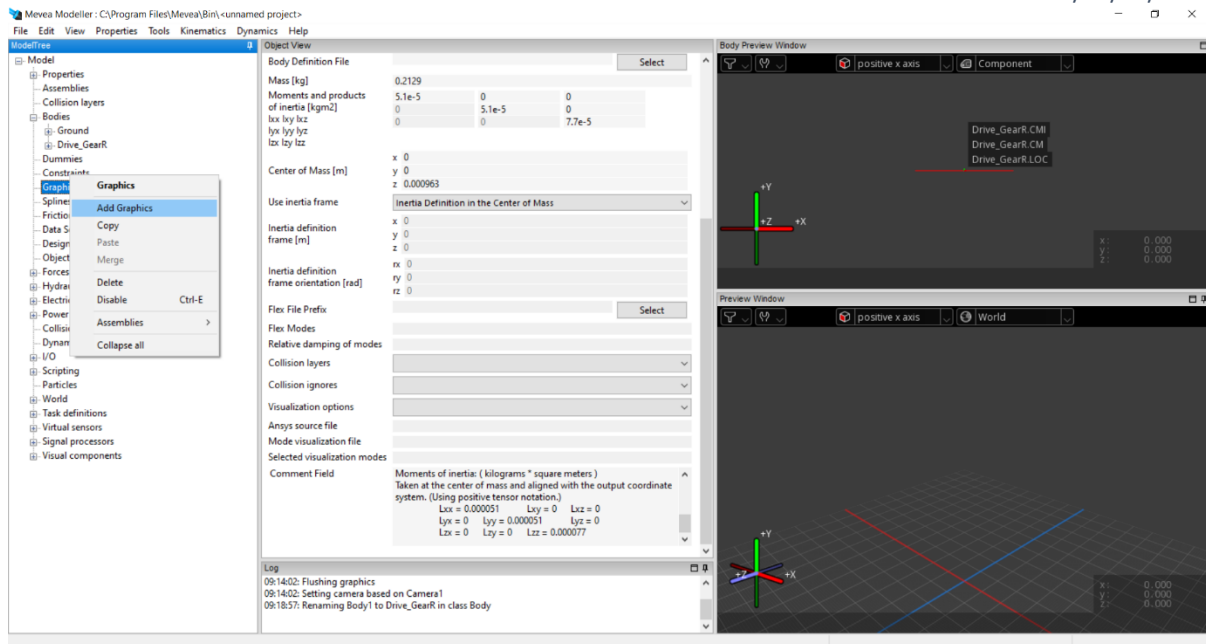 Mevea Modeller : C:\Program Files\Mevea\Bin\<unnamed project>
File Edit View Properties Tools Kinematics Dynamics Help
ModelTree
Model
Properties
Assemblies
Collision layers
Bodies
Ground
Drive_GearR
Dummies
Constraints
Graphics
Add Graphics
Copy
Paste
Merge
Delete
Disable Ctrl-E
Assemblies >
Collapse all
I/O
Scripting
Particles
World
Task definitions
Virtual sensors
Signal processors
Visual components
Object View
Body Definition File Select
Mass [kg] 0.2129
Moments and products 5.1e-5 0 0
of inertia [kgm2] 0 5.1e-5 0
Ixx Ixy Ixz 0 0 7.7e-5
Iyx Iyy Iyz
Izx Izy Izz
x 0
Center of Mass [m] y 0
z 0.000963
Use inertia frame Inertia Definition in the Center of Mass
x 0
Inertia definition y 0
frame [m] z 0
rx 0
Inertia definition ry 0
frame orientation [rad] rz 0
Flex File Prefix Select
Flex Modes
Relative damping of modes
Collision layers
Collision ignores
Visualization options
Ansys source file
Mode visualization file
Selected visualization modes
Comment Field Moments of inertia: ( kilograms * square meters )
Taken at the center of mass and aligned with the output coordinate
system. (Using positive tensor notation.)
Lxx = 0.000051 Lxy = 0 Lxz = 0
Lyx = 0 Lyy = 0.000051 Lyz = 0
Lzx = 0 Lzy = 0 Lzz = 0.000077
Log
09:14:02: Flushing graphics
09:14:02: Setting camera based on Camera1
09:18:57: Renaming Body1 to Drive_GearR in class Body
Body Preview Window
positive x axis Component
Drive_GearR.CMI
Drive_GearR.CM
Drive_GearR.LOC
+Y
+Z +X
x: 0.000
y: 0.000
z: 0.000
Preview Window
positive x axis World
+Y
+Z +X
x: 0.000
y: 0.000
z: 0.000